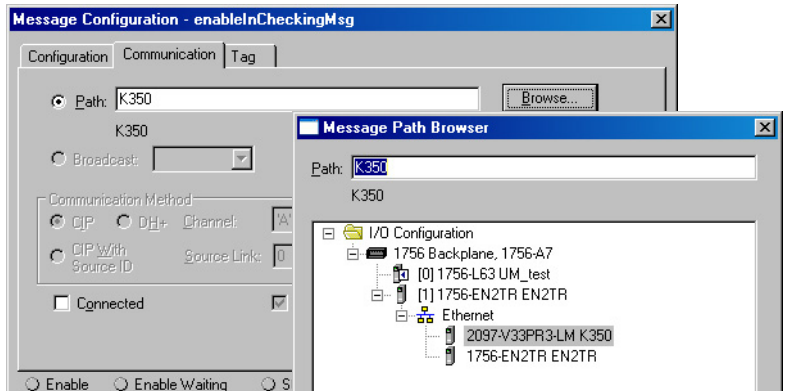 Message Configuration - enableInCheckingMsg
Configuration Communication Tag
Path: K350 Browse...
K350
Broadcast:
Communication Method
CIP DH+ Channel: 'A'
CIP With Source ID Source Link: 0
Connected
Enable Enable Waiting
Message Path Browser
Path: K350
K350
I/O Configuration
1756 Backplane, 1756-A7
[0] 1756-L63 UM_test
[1] 1756-EN2TR EN2TR
Ethernet
2097-V33PR3-LM K350
1756-EN2TR EN2TR